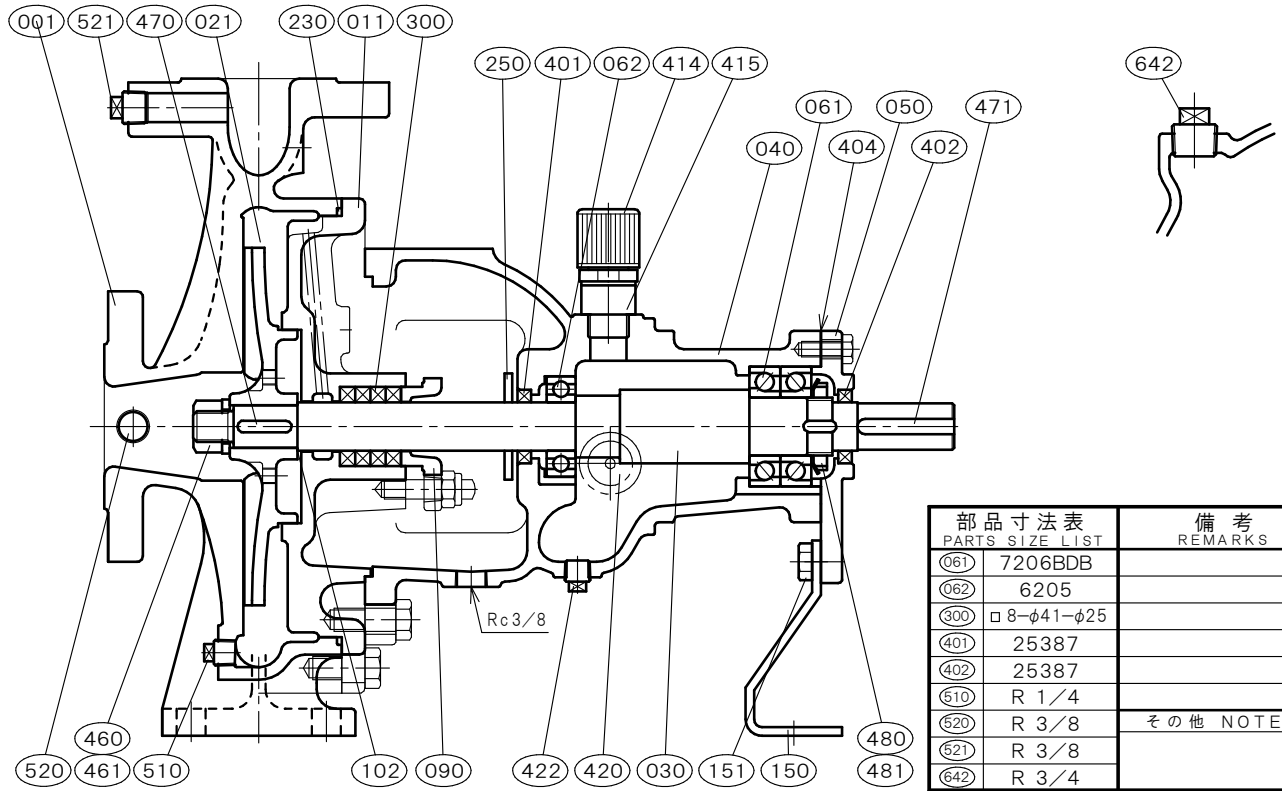 001 521 470 021 230 011 300
250 401 062 414 415
642
061 050 471
040 404 402
Rc3/8
460 480
461 481
520 510 102 090 422 420 030 151 150
部品寸法表 備考
PARTS SIZE LIST REMARKS
061 7206BDB
062 6205
300 □8-φ41-φ25
401 25387
402 25387
510 R 1/4
520 R 3/8 その他 NOTE
521 R 3/8
642 R 3/4